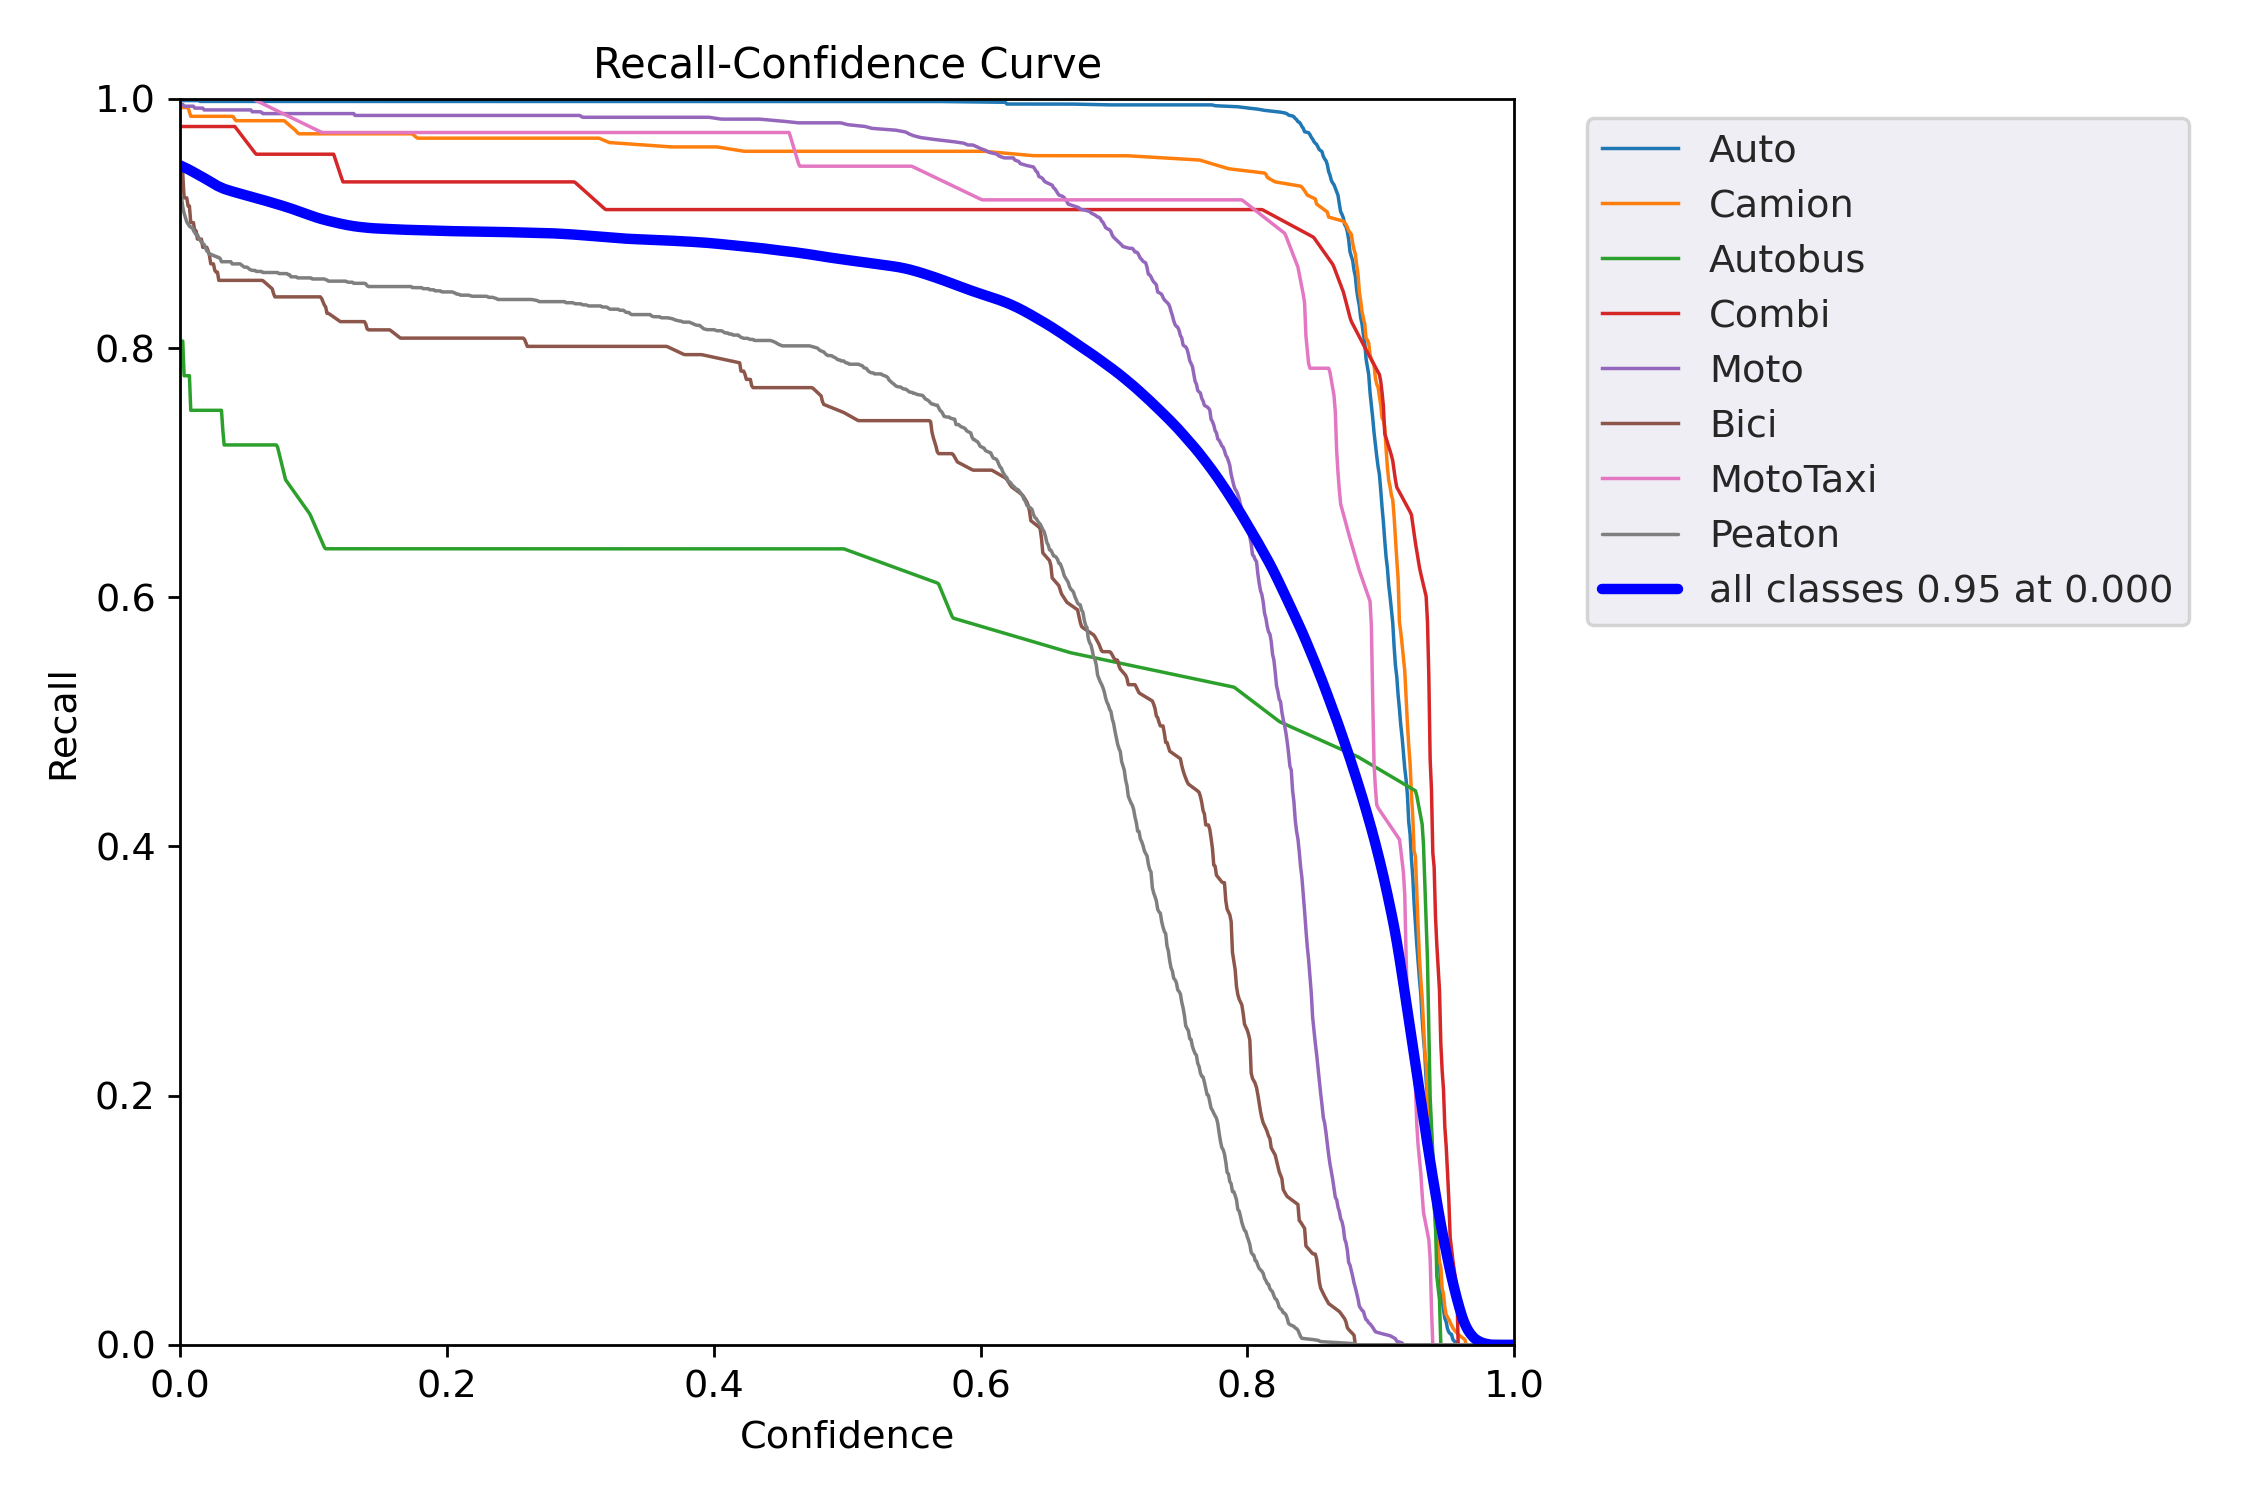 Recall-Confidence Curve
1.0
0.8
0.6
0.4
0.2
0.0
Recall
0.0 0.2 0.4 0.6 0.8 1.0
Confidence
Auto
Camion
Autobus
Combi
Moto
Bici
MotoTaxi
Peaton
all classes 0.95 at 0.000